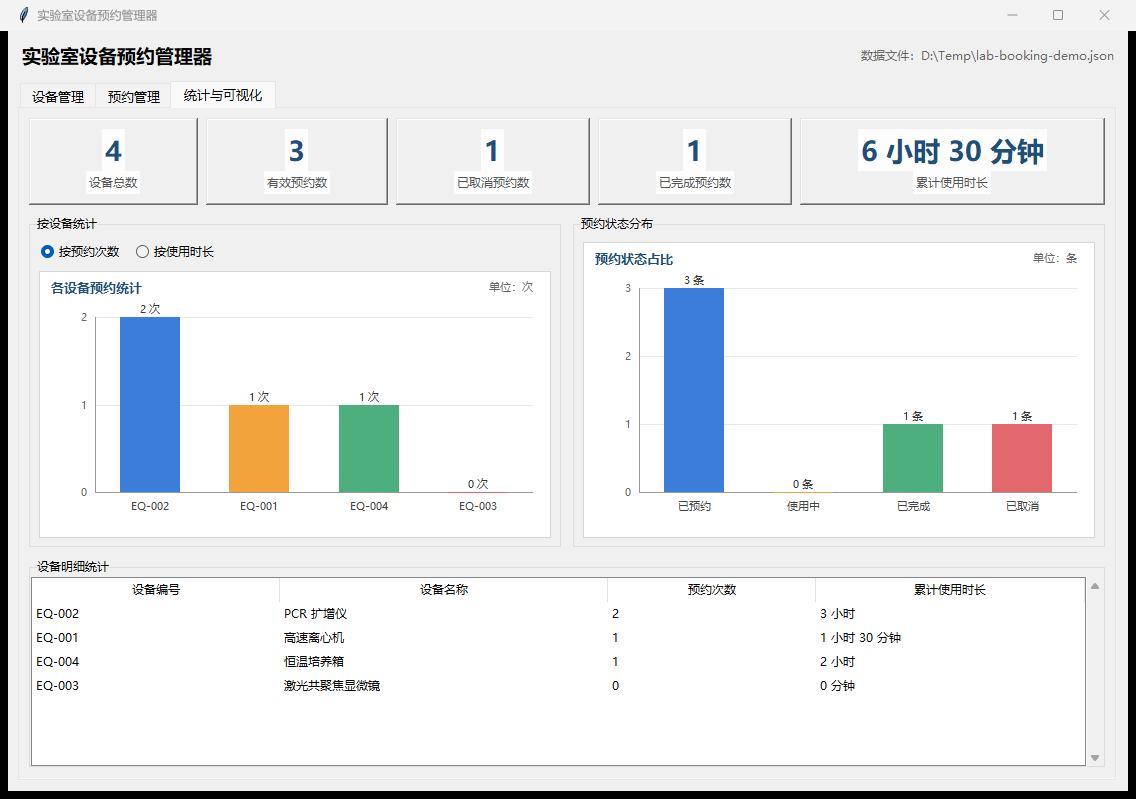 实验室设备预约管理器
实验室设备预约管理器
数据文件: D:\Temp\lab-booking-demo.json
设备管理 预约管理 统计与可视化
4
设备总数
3
有效预约数
1
已取消预约数
1
已完成预约数
6 小时 30 分钟
累计使用时长
按设备统计
按预约次数 按使用时长
各设备预约统计
单位: 次
2 次
2
1 次
1 次
1
0 次
0
EQ-002 EQ-001 EQ-004 EQ-003
预约状态分布
预约状态占比
单位: 条
3 条
3
2
1 条
1 条
1
0 条
0
已预约 使用中 已完成 已取消
设备明细统计
设备编号 设备名称 预约次数 累计使用时长
EQ-002 PCR 扩增仪 2 3 小时
EQ-001 高速离心机 1 1 小时 30 分钟
EQ-004 恒温培养箱 1 2 小时
EQ-003 激光共聚焦显微镜 0 0 分钟